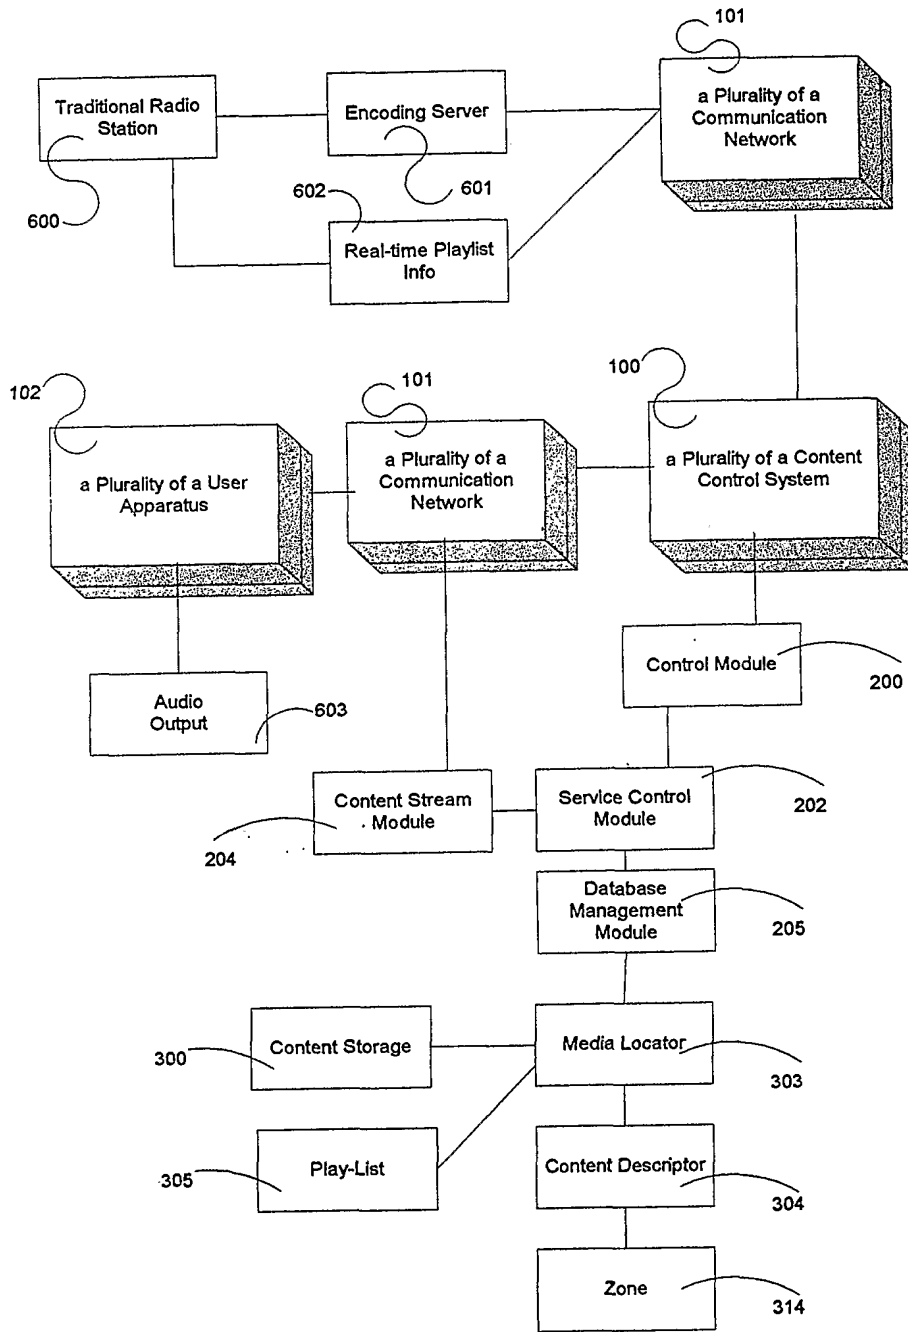 101
Traditional Radio
Station
Encoding Server
a Plurality of a
Communication
Network
600
602
601
Real-time Playlist
Info
102
101
100
a Plurality of a User
Apparatus
a Plurality of a
Communication
Network
a Plurality of a Content
Control System
Control Module
200
Audio
Output
603
Content Stream
Module
204
Service Control
Module
202
Database
Management
Module
205
300
Content Storage
Media Locator
303
305
Play-List
Content Descriptor
304
Zone
314